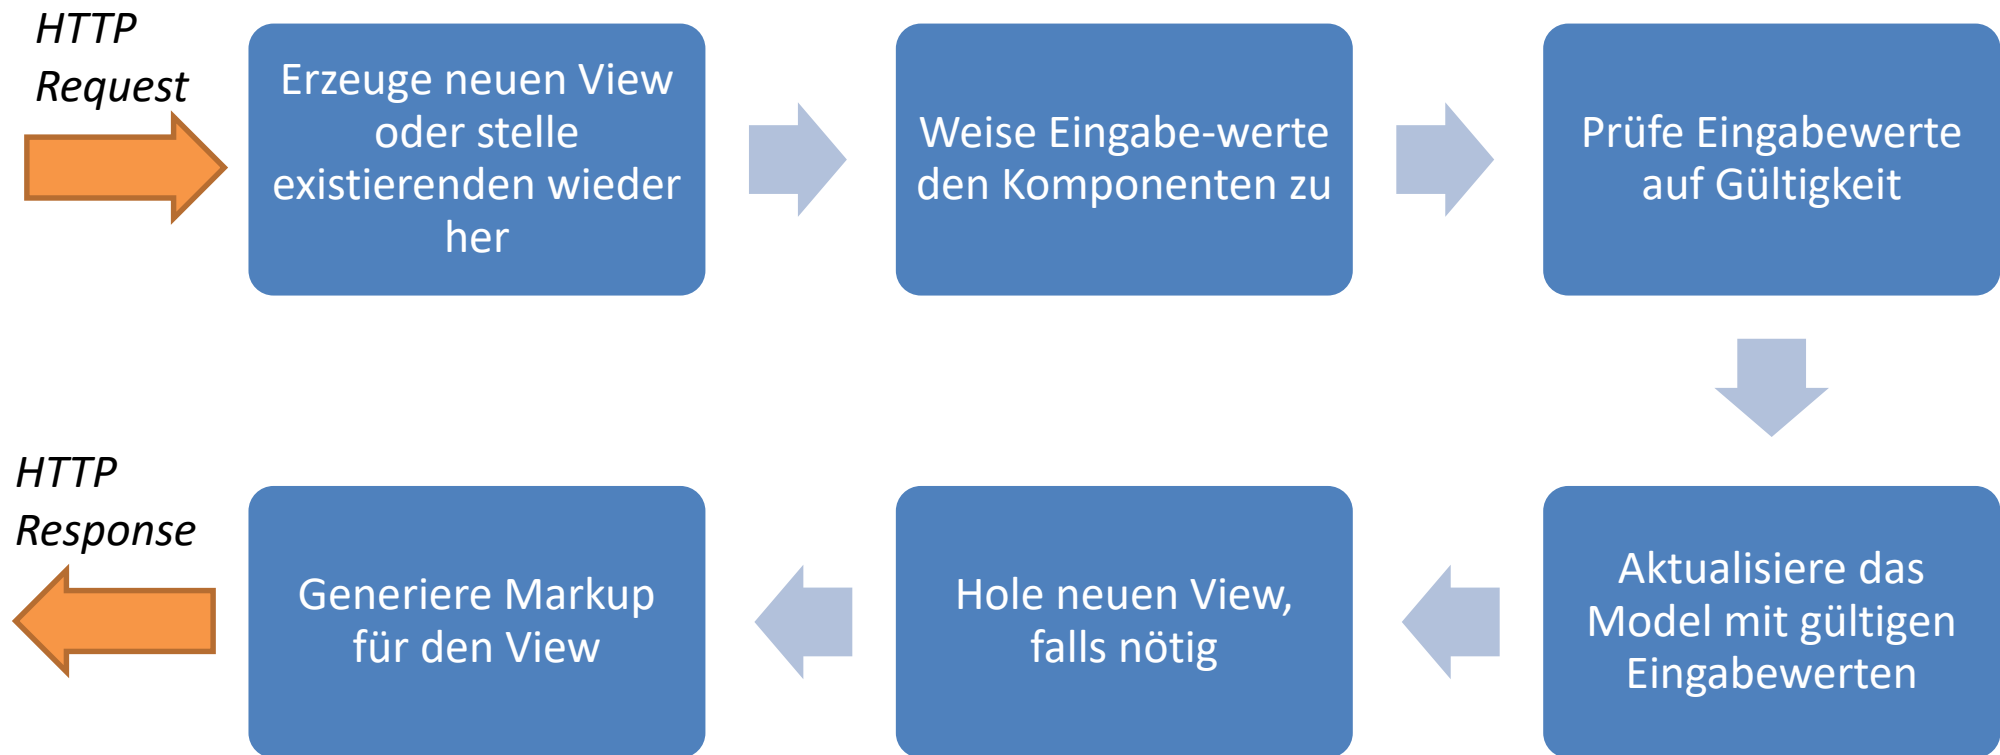 HTTP
Request
Erzeuge neuen View
oder stelle
existierenden wieder
her
Weise Eingabe-werte
den Komponenten zu
Prüfe Eingabewerte
auf Gültigkeit
HTTP
Response
Generiere Markup
für den View
Hole neuen View,
falls nötig
Aktualisiere das
Model mit gültigen
Eingabewerten